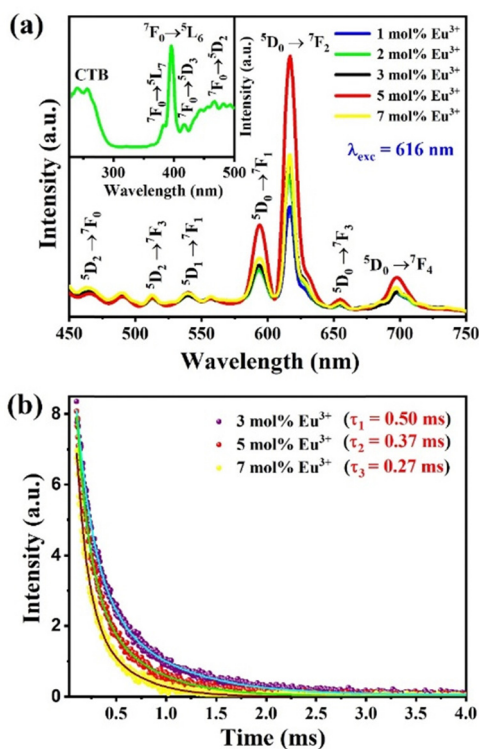 (a)
⁷F₀→⁵L₆
CTB
⁷F₀→⁵L₇
⁷F₀→⁵D₃
⁷F₀→⁵D₂
Intensity (a.u.)
300 400 500
Wavelength (nm)
⁵D₀ → ⁷F₂
1 mol% Eu³⁺
2 mol% Eu³⁺
3 mol% Eu³⁺
5 mol% Eu³⁺
7 mol% Eu³⁺
λexc = 616 nm
Intensity (a.u.)
⁵D₂→⁷F₀
⁵D₂→⁷F₃
⁵D₁→⁷F₁
⁵D₀→⁷F₁
⁵D₀→⁷F₃
⁵D₀→⁷F₄
450 500 550 600 650 700 750
Wavelength (nm)
(b)
3 mol% Eu³⁺ (τ₁ = 0.50 ms)
5 mol% Eu³⁺ (τ₂ = 0.37 ms)
7 mol% Eu³⁺ (τ₃ = 0.27 ms)
Intensity (a.u.)
8
6
4
2
0
0.5 1.0 1.5 2.0 2.5 3.0 3.5 4.0
Time (ms)